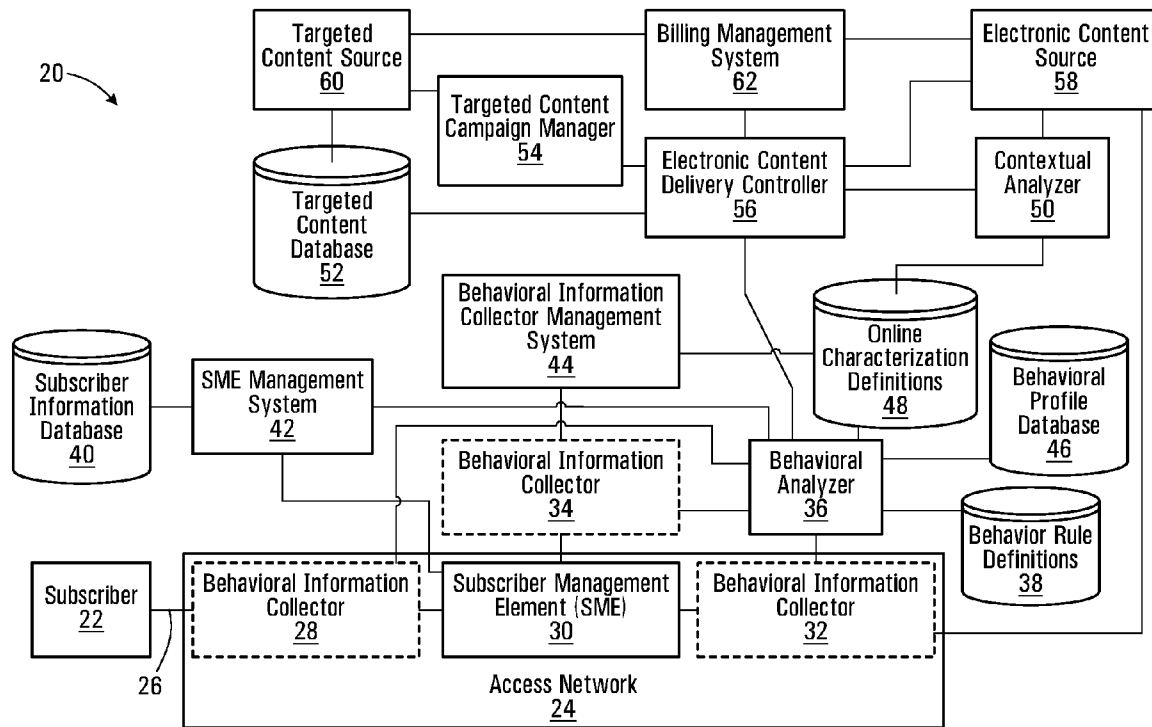 20
Targeted
Content Source
60
Billing Management
System
62
Electronic Content
Source
58
Targeted Content
Campaign Manager
54
Targeted
Content
Database
52
Electronic Content
Delivery Controller
56
Contextual
Analyzer
50
Behavioral Information
Collector Management
System
44
Online
Characterization
Definitions
48
Behavioral
Profile
Database
46
Subscriber
Information
Database
40
SME Management
System
42
Behavioral Information
Collector
34
Behavioral
Analyzer
36
Behavior Rule
Definitions
38
Subscriber
22
26
Behavioral Information
Collector
28
Subscriber Management
Element (SME)
30
Behavioral Information
Collector
32
Access Network
24